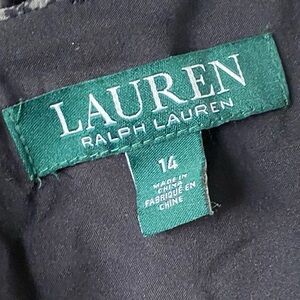 LAUREN
RALPH LAUREN
14
MADE IN
CHINA
FABRIQUÉ EN
CHINE